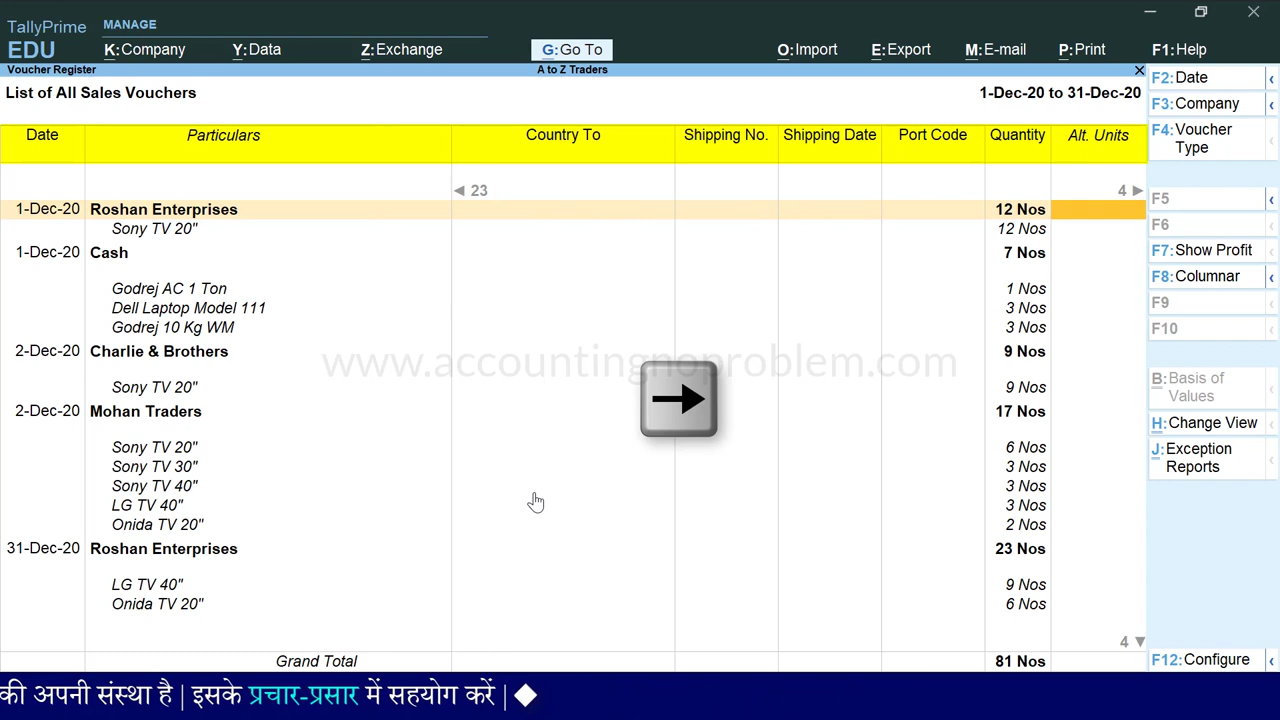 TallyPrime
EDU
MANAGE
K:Company Y:Data Z:Exchange G:Go To O:Import E:Export M:E-mail P:Print F1:Help
Voucher Register A to Z Traders
List of All Sales Vouchers 1-Dec-20 to 31-Dec-20
Date Particulars Country To Shipping No. Shipping Date Port Code Quantity Alt. Units
◄ 23 4 ►
1-Dec-20 Roshan Enterprises 12 Nos
Sony TV 20" 12 Nos
1-Dec-20 Cash 7 Nos
Godrej AC 1 Ton 1 Nos
Dell Laptop Model 111 3 Nos
Godrej 10 Kg WM 3 Nos
2-Dec-20 Charlie & Brothers 9 Nos
www.accountingnoproblem.com
Sony TV 20" 9 Nos
2-Dec-20 Mohan Traders 17 Nos
Sony TV 20" 6 Nos
Sony TV 30" 3 Nos
Sony TV 40" 3 Nos
LG TV 40" 3 Nos
Onida TV 20" 2 Nos
31-Dec-20 Roshan Enterprises 23 Nos
LG TV 40" 9 Nos
Onida TV 20" 6 Nos
4 ▼
Grand Total 81 Nos
F2:Date
F3:Company
F4:Voucher
Type
F5
F6
F7:Show Profit
F8:Columnar
F9
F10
B:Basis of
Values
H:Change View
J:Exception
Reports
F12:Configure
की अपनी संस्था है | इसके प्रचार-प्रसार में सहयोग करें | ◆